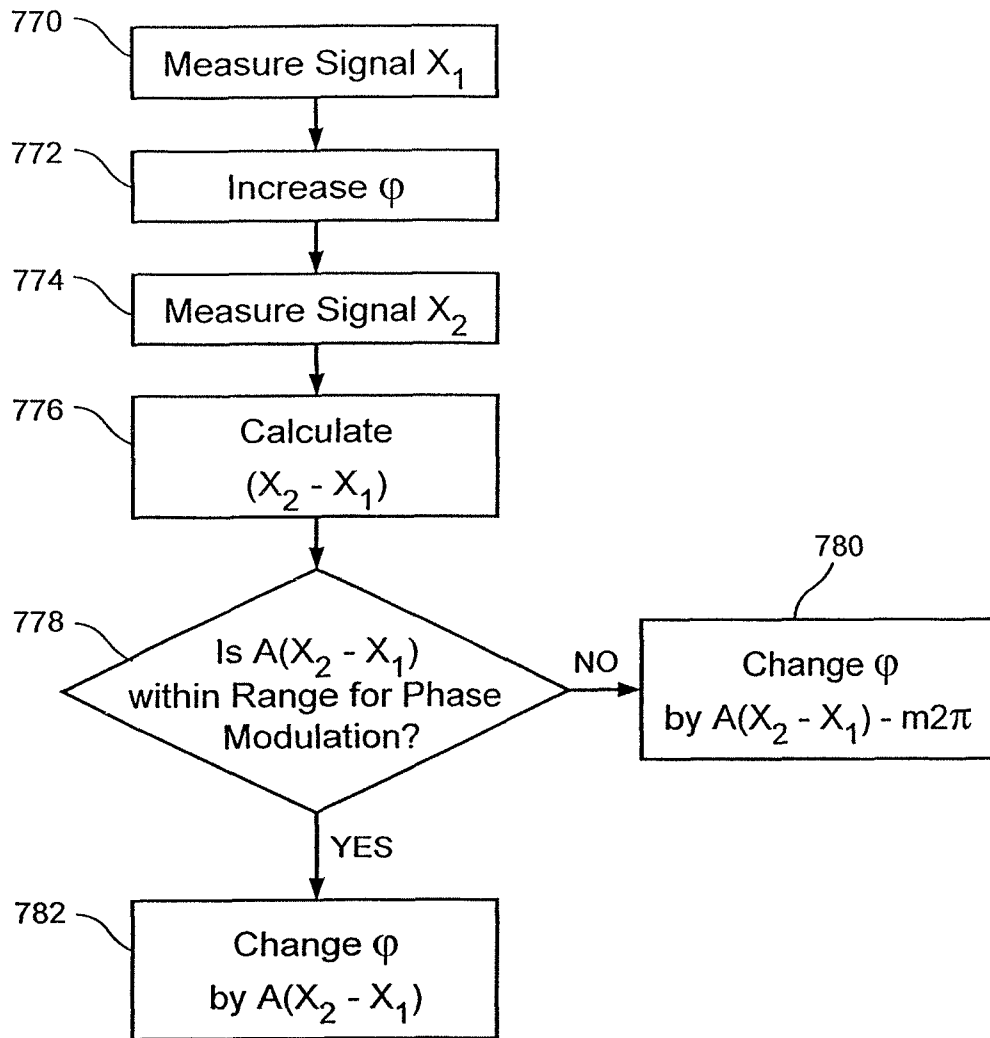 770
Measure Signal X₁
772
Increase φ
774
Measure Signal X₂
776
Calculate
(X₂ - X₁)
778
Is A(X₂ - X₁)
within Range for Phase
Modulation?
NO
780
Change φ
by A(X₂ - X₁) - m2π
YES
782
Change φ
by A(X₂ - X₁)